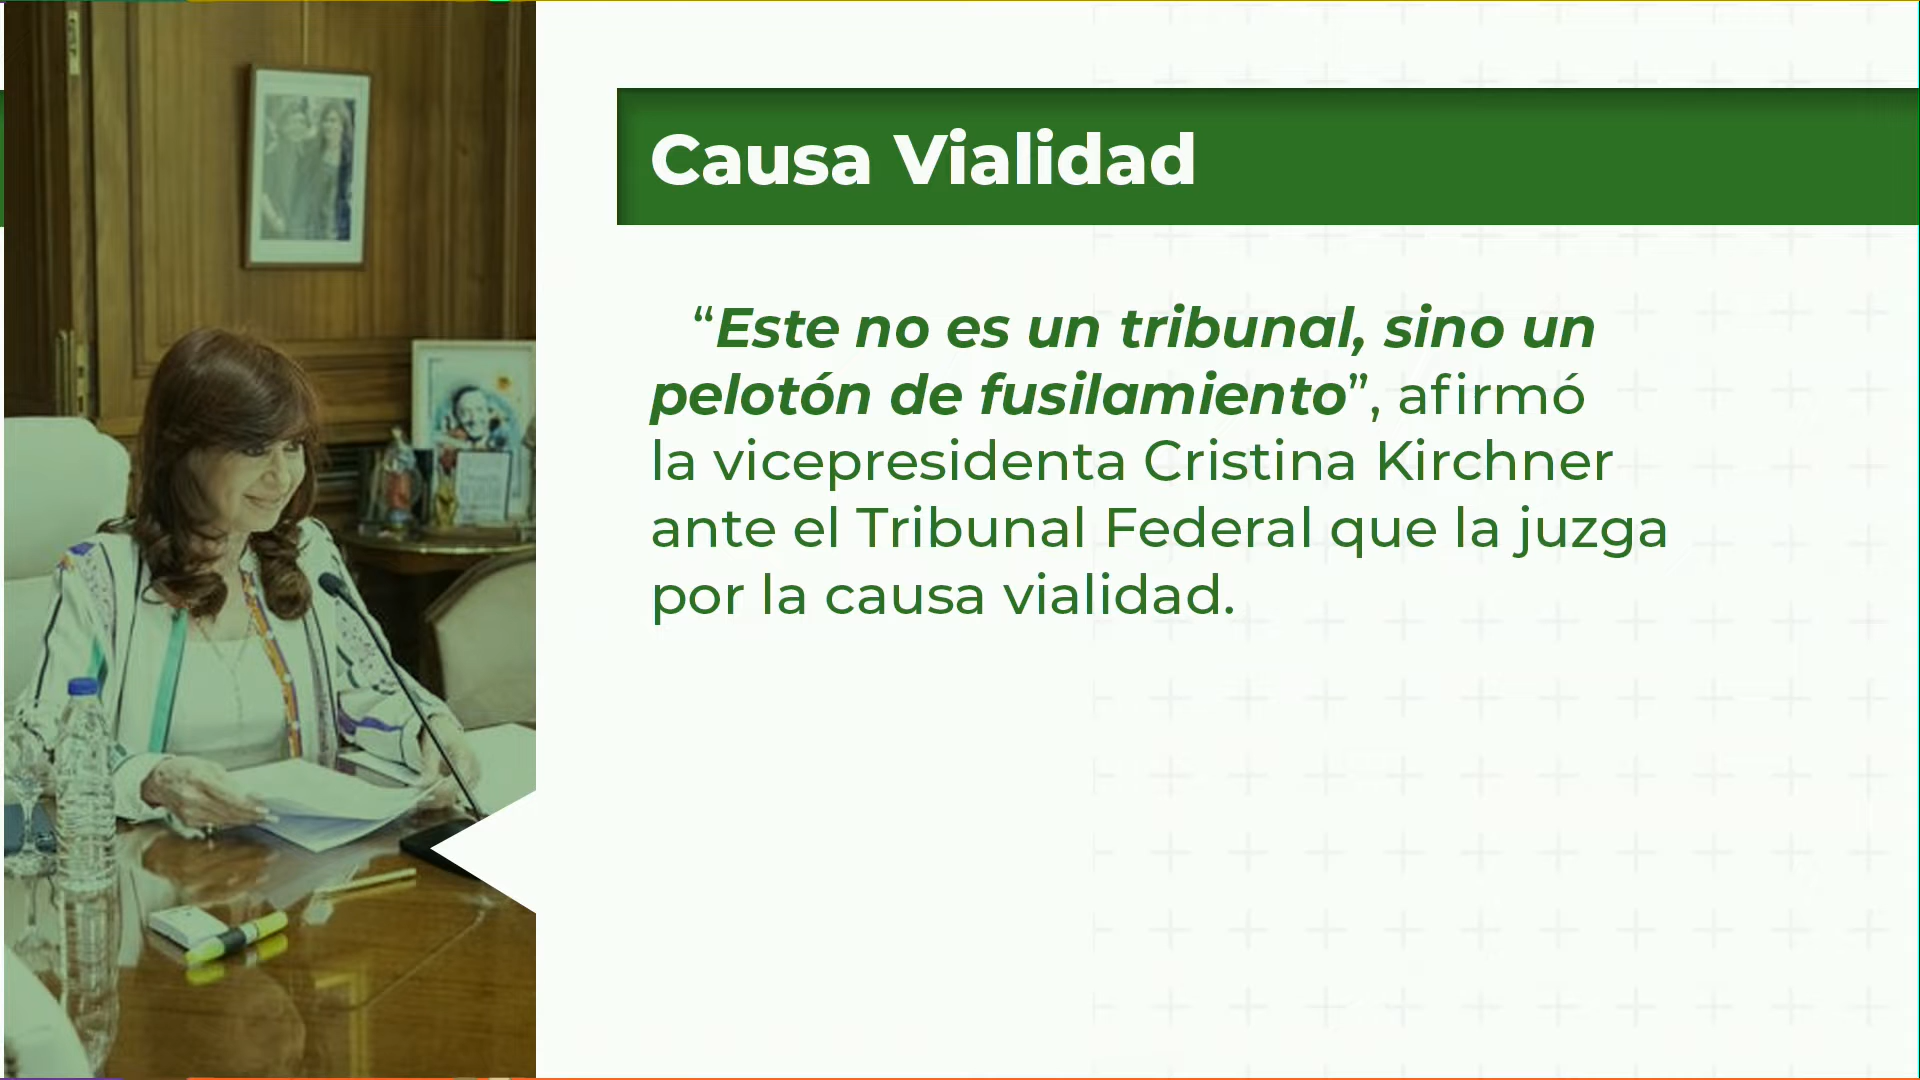 Causa Vialidad
“Este no es un tribunal, sino un
pelotón de fusilamiento”, afirmó
la vicepresidenta Cristina Kirchner
ante el Tribunal Federal que la juzga
por la causa vialidad.